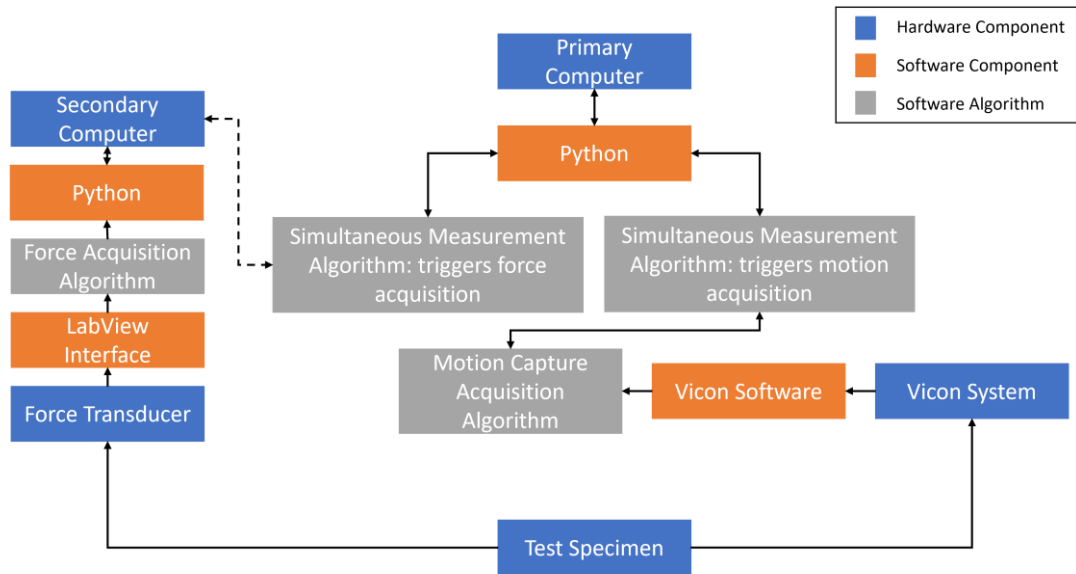 Hardware Component
Software Component
Software Algorithm
Primary
Computer
Secondary
Computer
Python
Python
Simultaneous Measurement
Algorithm: triggers force
acquisition
Simultaneous Measurement
Algorithm: triggers motion
acquisition
Force Acquisition
Algorithm
LabView
Interface
Motion Capture
Acquisition
Algorithm
Vicon Software
Vicon System
Force Transducer
Test Specimen